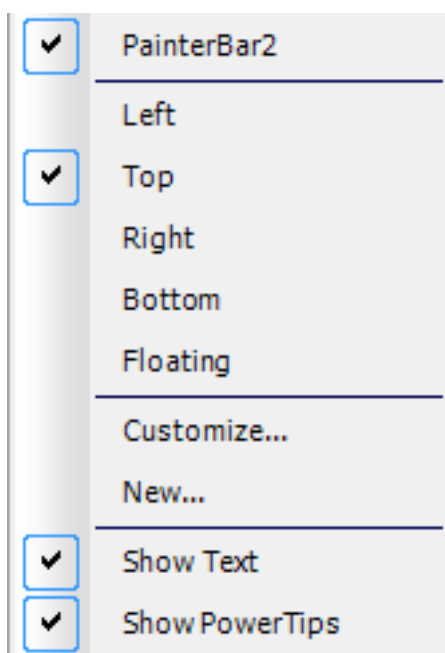 PainterBar2
Left
Top
Right
Bottom
Floating
Customize...
New...
Show Text
Show PowerTips